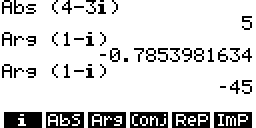 Abs (4-3i)
5
Arg (1-i)
-0.7853981634
Arg (1-i)
-45
i AbS Arg Conj ReP ImP